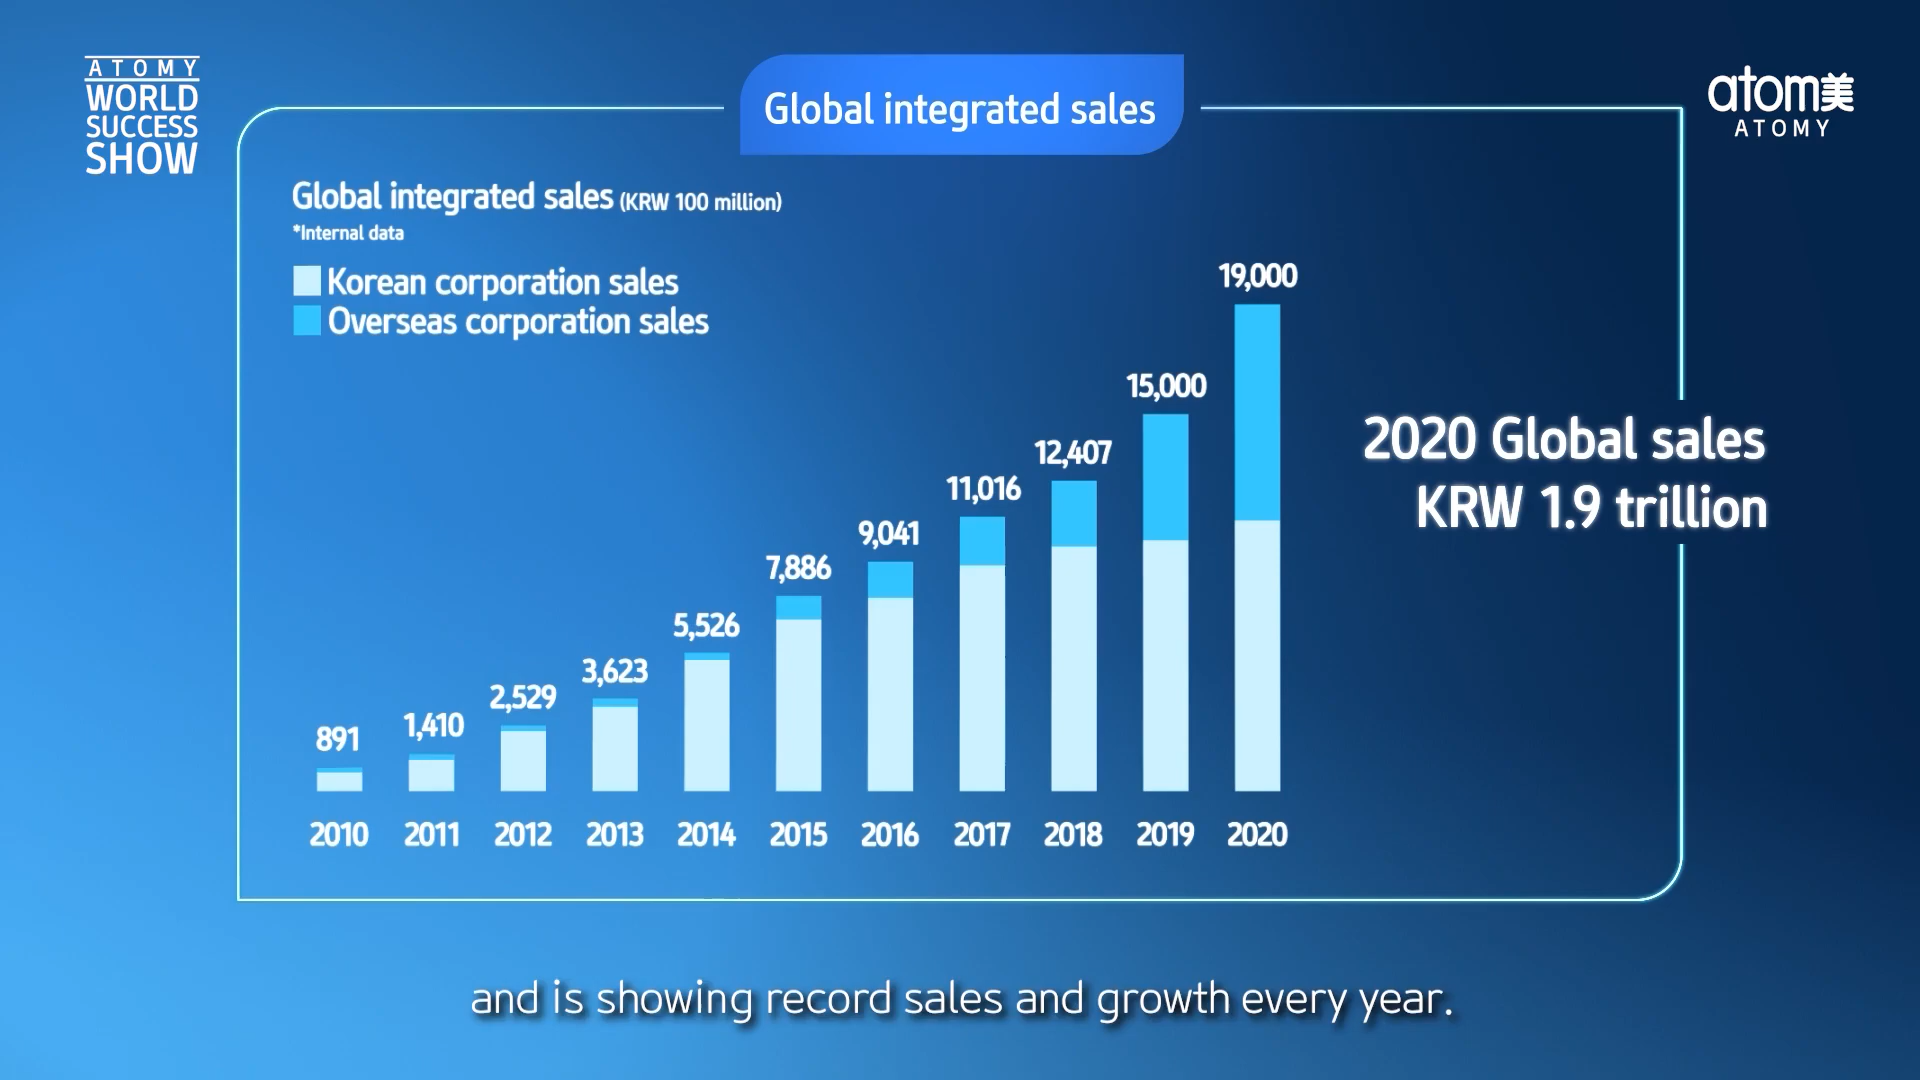 ATOMY
WORLD
SUCCESS
SHOW
Global integrated sales
atom美
ATOMY
Global integrated sales (KRW 100 million)
*Internal data
Korean corporation sales
Overseas corporation sales
891
1,410
2,529
3,623
5,526
7,886
9,041
11,016
12,407
15,000
19,000
2010 2011 2012 2013 2014 2015 2016 2017 2018 2019 2020
2020 Global sales
KRW 1.9 trillion
and is showing record sales and growth every year.